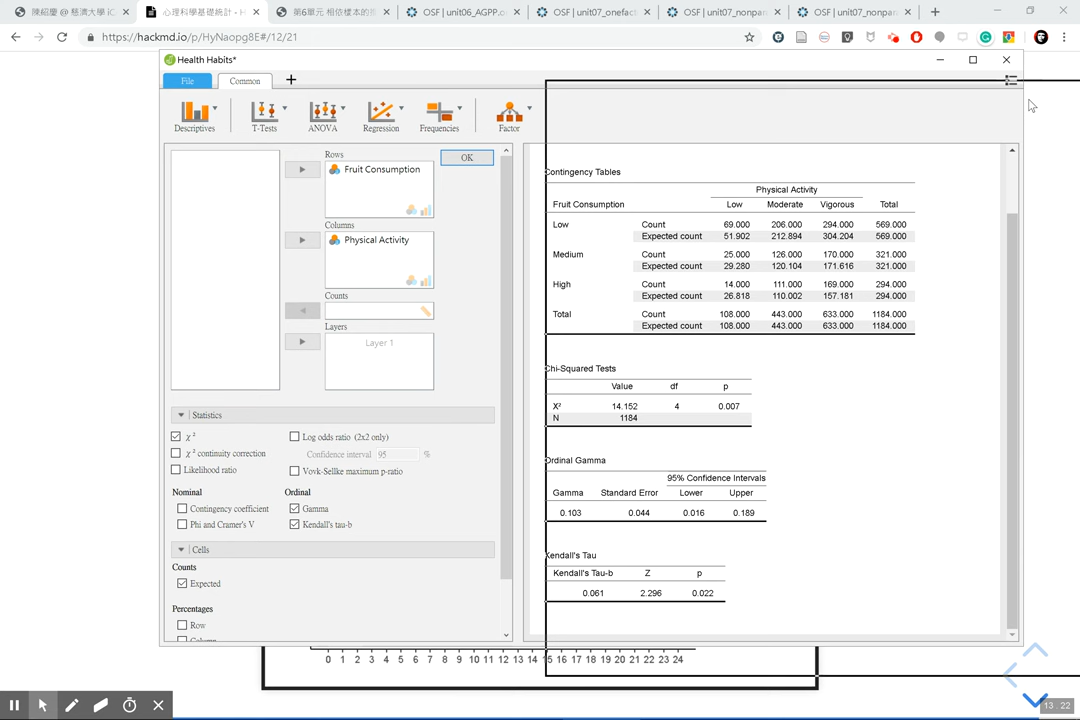 陳紹慶 @ 慈濟大學 iC
心理科學基礎統計 - H
第6單元 相依樣本的推
OSF | unit06_AGPP.o
OSF | unit07_onefact
OSF | unit07_nonpar
OSF | unit07_nonpar
https://hackmd.io/p/HyNaopg8E#/12/21
Health Habits*
File
Common
Descriptives
T-Tests
ANOVA
Regression
Frequencies
Factor
Rows
OK
Fruit Consumption
Columns
Physical Activity
Counts
Layers
Layer 1
Statistics
χ²
Log odds ratio (2x2 only)
χ² continuity correction
Confidence interval 95 %
Likelihood ratio
Vovk-Sellke maximum p-ratio
Nominal
Ordinal
Contingency coefficient
Gamma
Phi and Cramer's V
Kendall's tau-b
Cells
Counts
Expected
Percentages
Row
Contingency Tables
Physical Activity
Fruit Consumption Low Moderate Vigorous Total
Low Count 69.000 206.000 294.000 569.000
Expected count 51.902 212.894 304.204 569.000
Medium Count 25.000 126.000 170.000 321.000
Expected count 29.280 120.104 171.616 321.000
High Count 14.000 111.000 169.000 294.000
Expected count 26.818 110.002 157.181 294.000
Total Count 108.000 443.000 633.000 1184.000
Expected count 108.000 443.000 633.000 1184.000
Chi-Squared Tests
Value df p
X² 14.152 4 0.007
N 1184
Ordinal Gamma
95% Confidence Intervals
Gamma Standard Error Lower Upper
0.103 0.044 0.016 0.189
Kendall's Tau
Kendall's Tau-b Z p
0.061 2.296 0.022
0 1 2 3 4 5 6 7 8 9 10 11 12 13 14 15 16 17 18 19 20 21 22 23 24
13.22